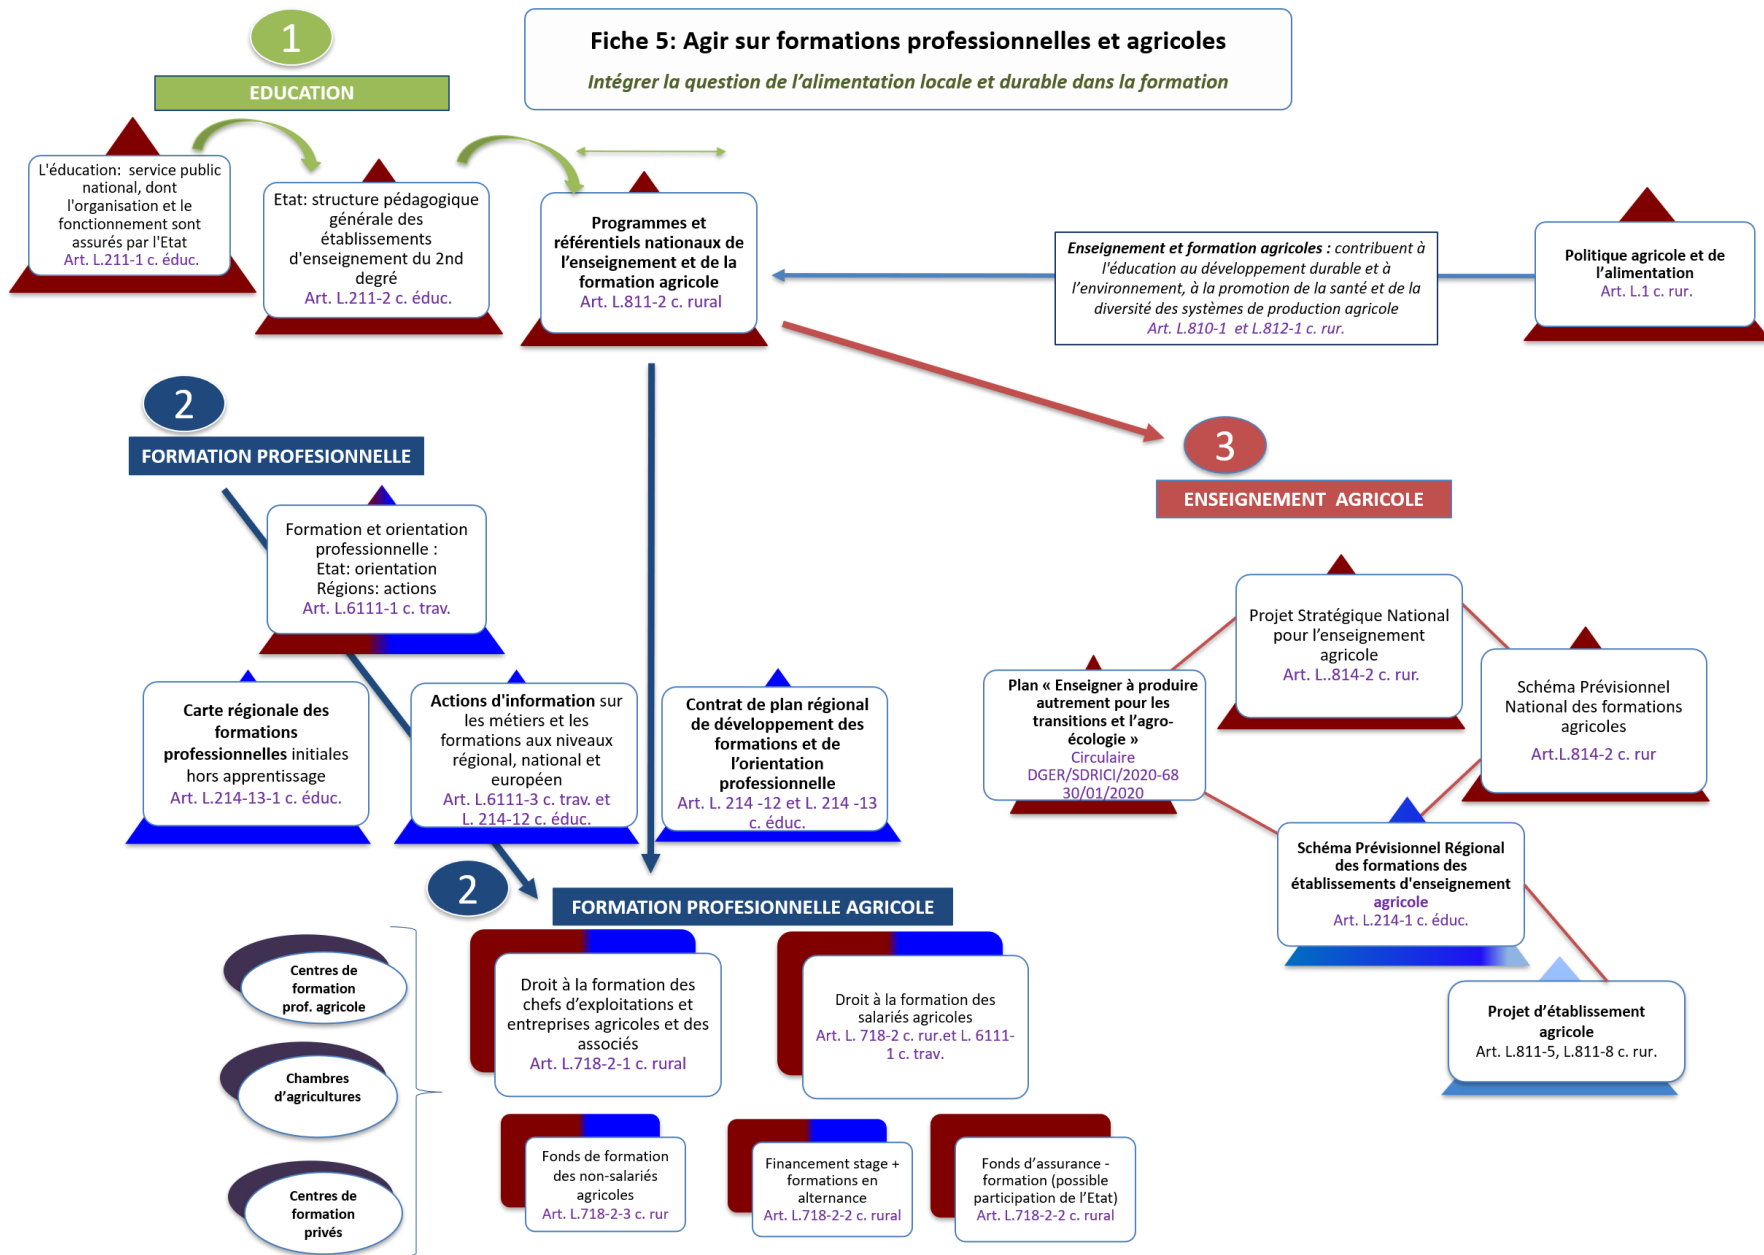 1
Fiche 5: Agir sur formations professionnelles et agricoles
Intégrer la question de l'alimentation locale et durable dans la formation
EDUCATION
L'éducation: service public
national, dont
l'organisation et le
fonctionnement sont
assurés par l'Etat
Art. L.211-1 c. éduc.
Etat: structure pédagogique
générale des
établissements
d'enseignement du 2nd
degré
Art. L.211-2 c. éduc.
Programmes et
référentiels nationaux de
l'enseignement et de la
formation agricole
Art. L.811-2 c. rural
Enseignement et formation agricoles : contribuent à
l'éducation au développement durable et à
l'environnement, à la promotion de la santé et de la
diversité des systèmes de production agricole
Art. L.810-1 et L.812-1 c. rur.
Politique agricole et de
l'alimentation
Art. L.1 c. rur.
2
FORMATION PROFESIONNELLE
Formation et orientation
professionnelle :
Etat: orientation
Régions: actions
Art. L.6111-1 c. trav.
Carte régionale des
formations
professionnelles initiales
hors apprentissage
Art. L.214-13-1 c. éduc.
Actions d'information sur
les métiers et les
formations aux niveaux
régional, national et
européen
Art. L.6111-3 c. trav. et
L. 214-12 c. éduc.
Contrat de plan régional
de développement des
formations et de
l'orientation
professionnelle
Art. L. 214 -12 et L. 214 -13
c. éduc.
3
ENSEIGNEMENT AGRICOLE
Projet Stratégique National
pour l'enseignement
agricole
Art. L..814-2 c. rur.
Plan « Enseigner à produire
autrement pour les
transitions et l'agro-
écologie »
Circulaire
DGER/SDRICI/2020-68
30/01/2020
Schéma Prévisionnel
National des formations
agricoles
Art.L.814-2 c. rur
Schéma Prévisionnel Régional
des formations des
établissements d'enseignement
agricole
Art. L.214-1 c. éduc.
Projet d'établissement
agricole
Art. L.811-5, L.811-8 c. rur.
2
FORMATION PROFESIONNELLE AGRICOLE
Centres de
formation
prof. agricole
Chambres
d'agricultures
Centres de
formation
privés
Droit à la formation des
chefs d'exploitations et
entreprises agricoles et des
associés
Art. L.718-2-1 c. rural
Droit à la formation des
salariés agricoles
Art. L. 718-2 c. rur.et L. 6111-
1 c. trav.
Fonds de formation
des non-salariés
agricoles
Art. L.718-2-3 c. rur
Financement stage +
formations en
alternance
Art. L.718-2-2 c. rural
Fonds d'assurance -
formation (possible
participation de l'Etat)
Art. L.718-2-2 c. rural